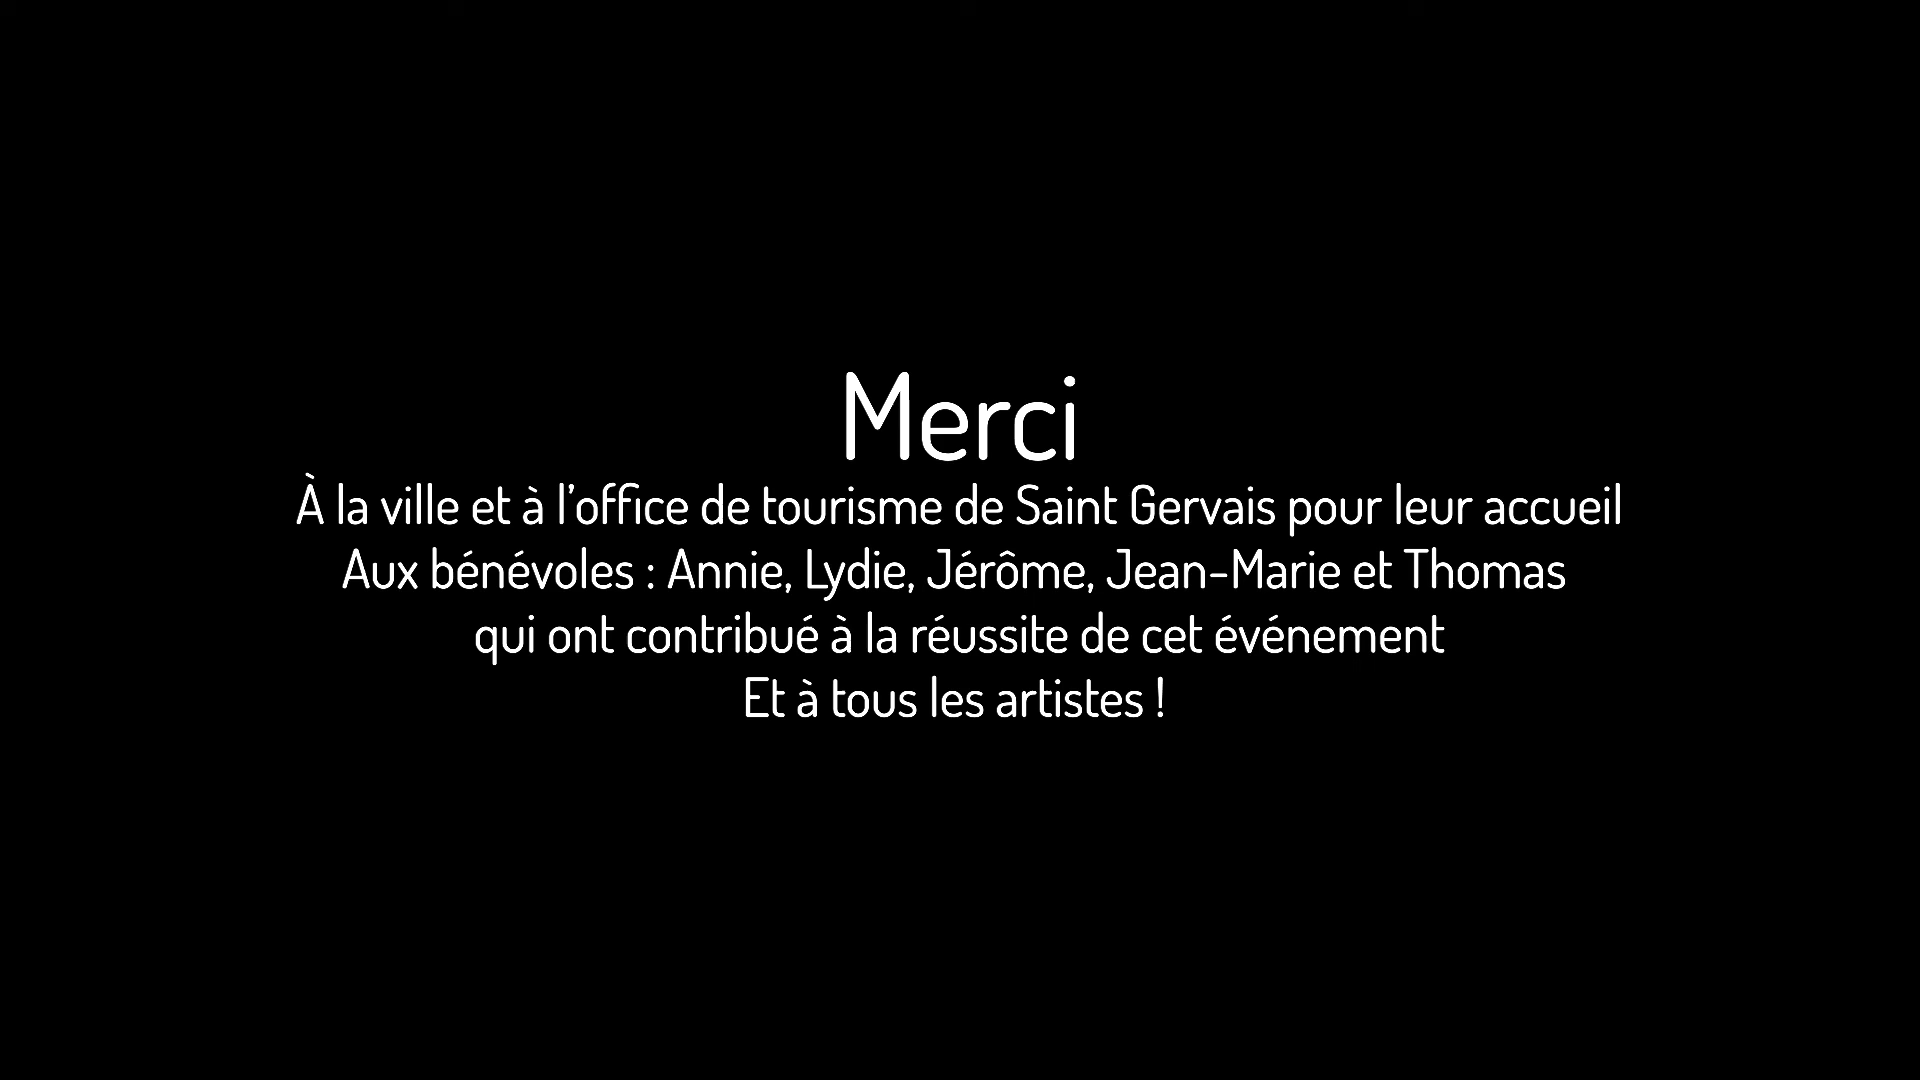 Merci
À la ville et à l’office de tourisme de Saint Gervais pour leur accueil
Aux bénévoles : Annie, Lydie, Jérôme, Jean-Marie et Thomas
qui ont contribué à la réussite de cet événement
Et à tous les artistes !